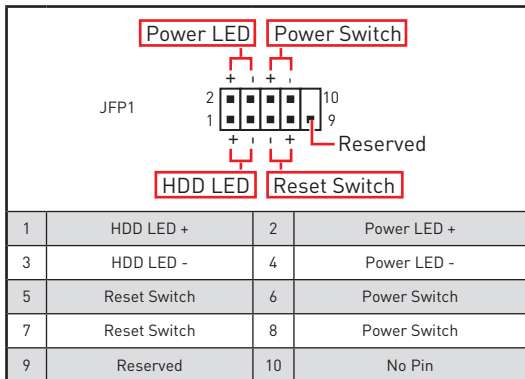 Power LED Power Switch
+ - + -
JFP1
2 10
1 9
+ - - +
Reserved
HDD LED Reset Switch
1 HDD LED + 2 Power LED +
3 HDD LED - 4 Power LED -
5 Reset Switch 6 Power Switch
7 Reset Switch 8 Power Switch
9 Reserved 10 No Pin